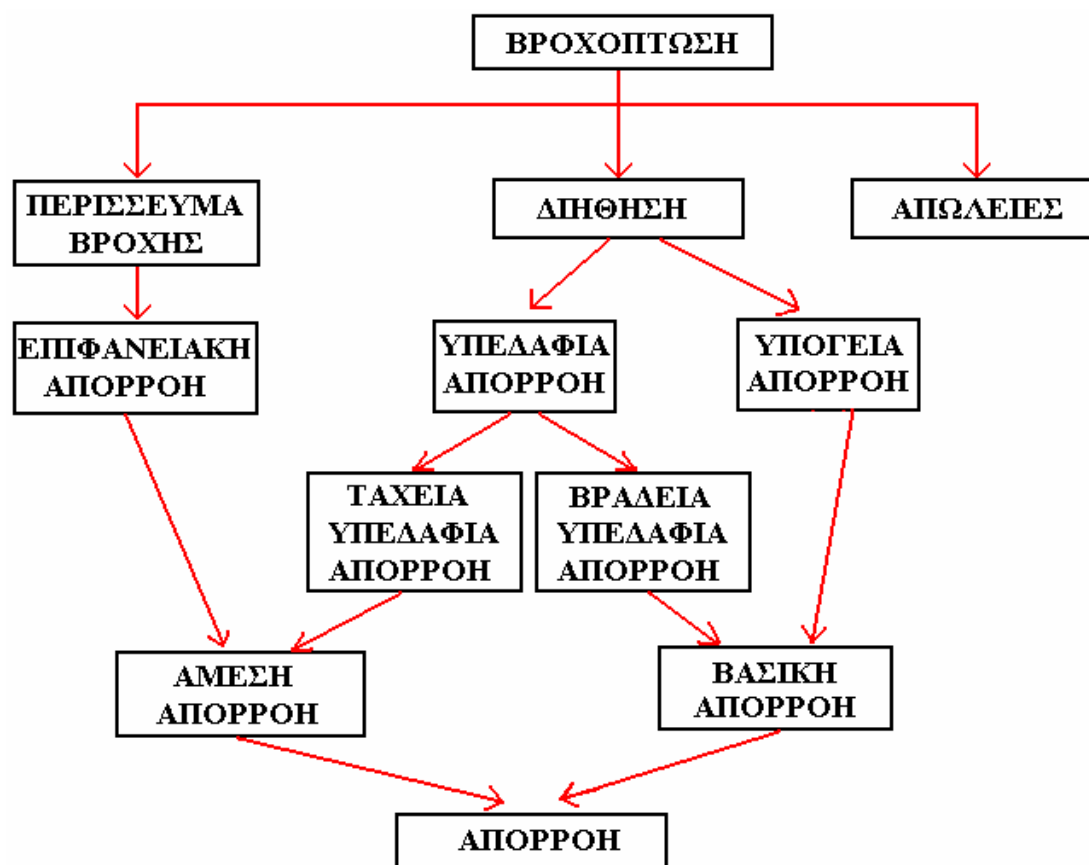 ΒΡΟΧΟΠΤΩΣΗ
ΠΕΡΙΣΣΕΥΜΑ
ΒΡΟΧΗΣ
ΔΙΗΘΗΣΗ
ΑΠΩΛΕΙΕΣ
ΕΠΙΦΑΝΕΙΑΚΗ
ΑΠΟΡΡΟΗ
ΥΠΕΔΑΦΙΑ
ΑΠΟΡΡΟΗ
ΥΠΟΓΕΙΑ
ΑΠΟΡΡΟΗ
ΤΑΧΕΙΑ
ΥΠΕΔΑΦΙΑ
ΑΠΟΡΡΟΗ
ΒΡΑΔΕΙΑ
ΥΠΕΔΑΦΙΑ
ΑΠΟΡΡΟΗ
ΑΜΕΣΗ
ΑΠΟΡΡΟΗ
ΒΑΣΙΚΗ
ΑΠΟΡΡΟΗ
ΑΠΟΡΡΟΗ